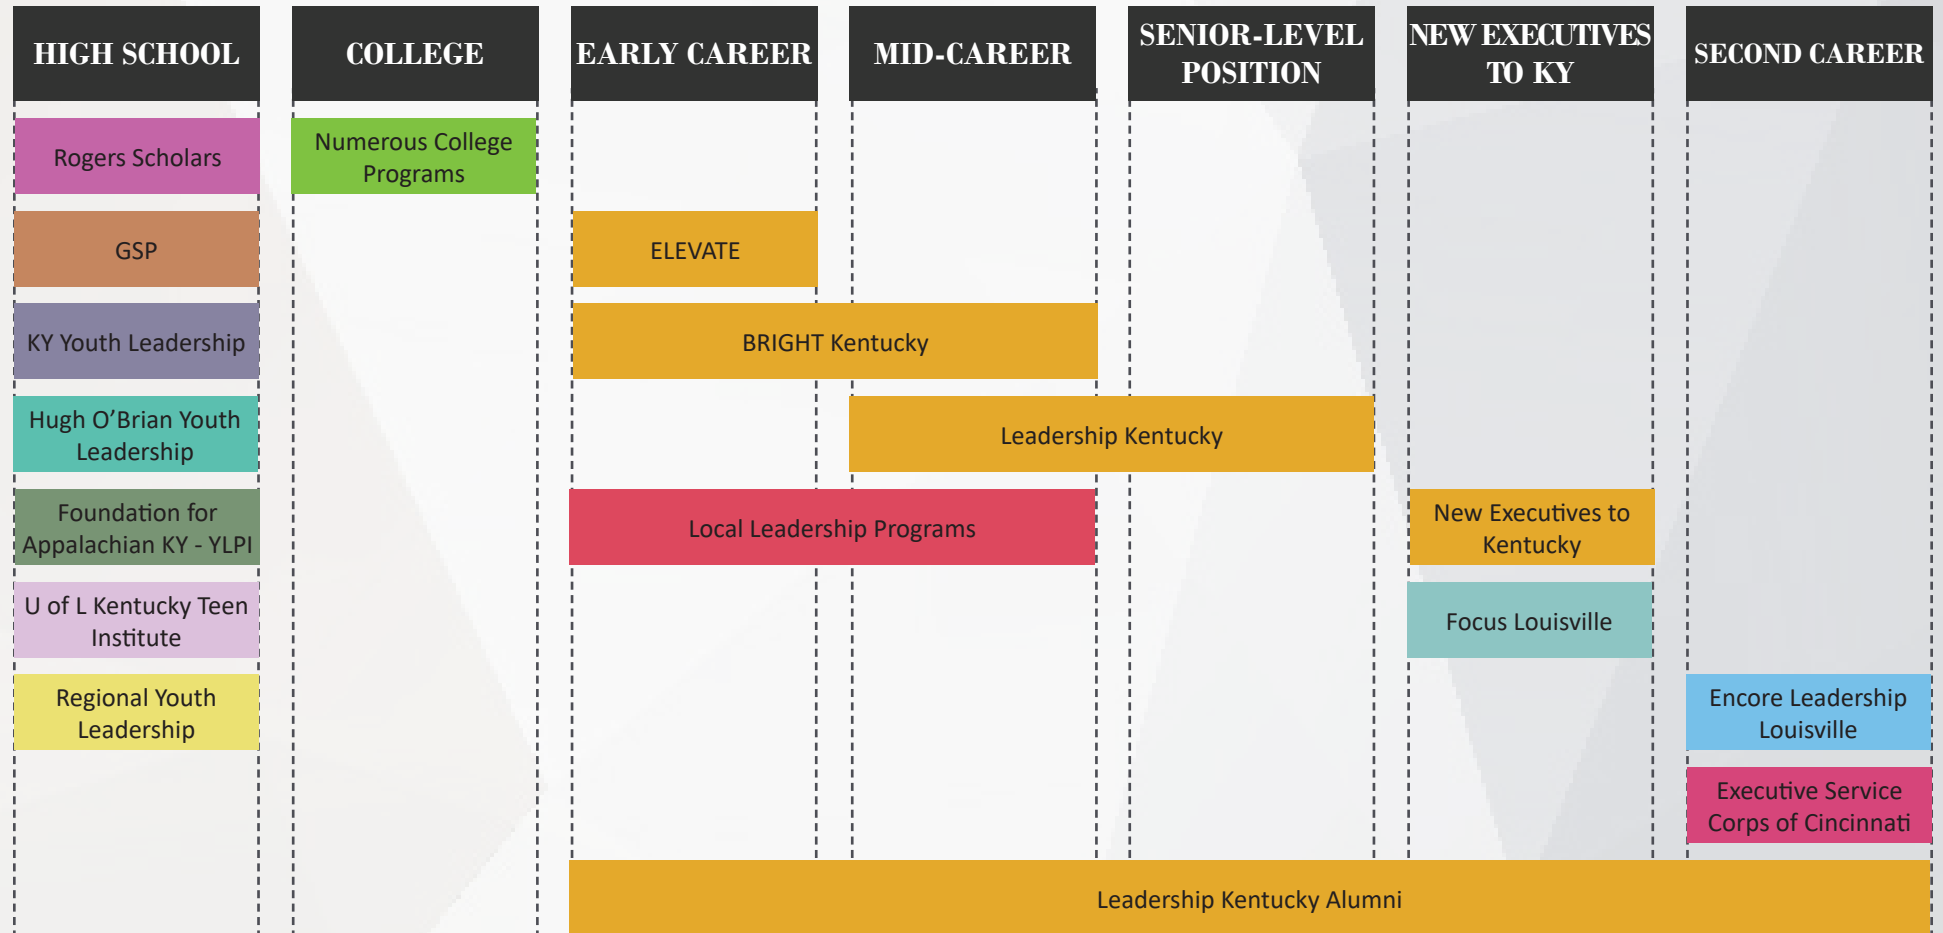 HIGH SCHOOL
COLLEGE
EARLY CAREER
MID-CAREER
SENIOR-LEVEL
POSITION
NEW EXECUTIVES
TO KY
SECOND CAREER
Rogers Scholars
Numerous College
Programs
GSP
ELEVATE
KY Youth Leadership
BRIGHT Kentucky
Hugh O’Brian Youth
Leadership
Leadership Kentucky
Foundation for
Appalachian KY - YLPI
Local Leadership Programs
New Executives to
Kentucky
U of L Kentucky Teen
Institute
Focus Louisville
Regional Youth
Leadership
Encore Leadership
Louisville
Executive Service
Corps of Cincinnati
Leadership Kentucky Alumni